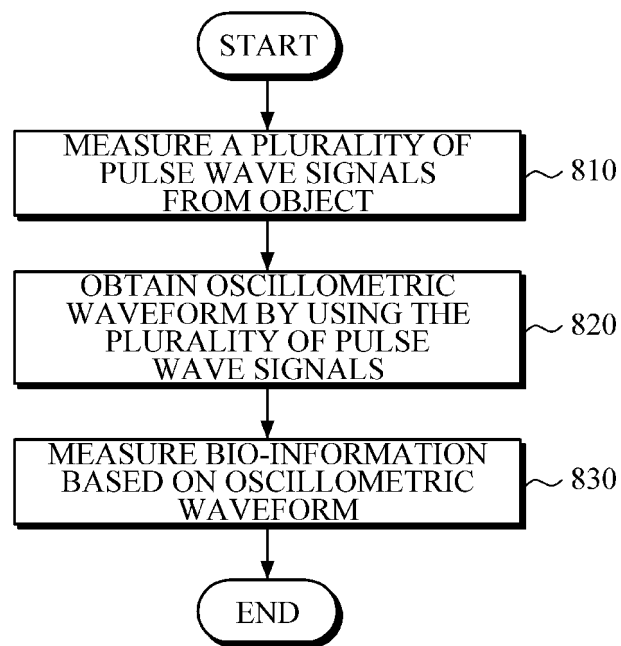 START
MEASURE A PLURALITY OF
PULSE WAVE SIGNALS
FROM OBJECT
810
OBTAIN OSCILLOMETRIC
WAVEFORM BY USING THE
PLURALITY OF PULSE
WAVE SIGNALS
820
MEASURE BIO-INFORMATION
BASED ON OSCILLOMETRIC
WAVEFORM
830
END